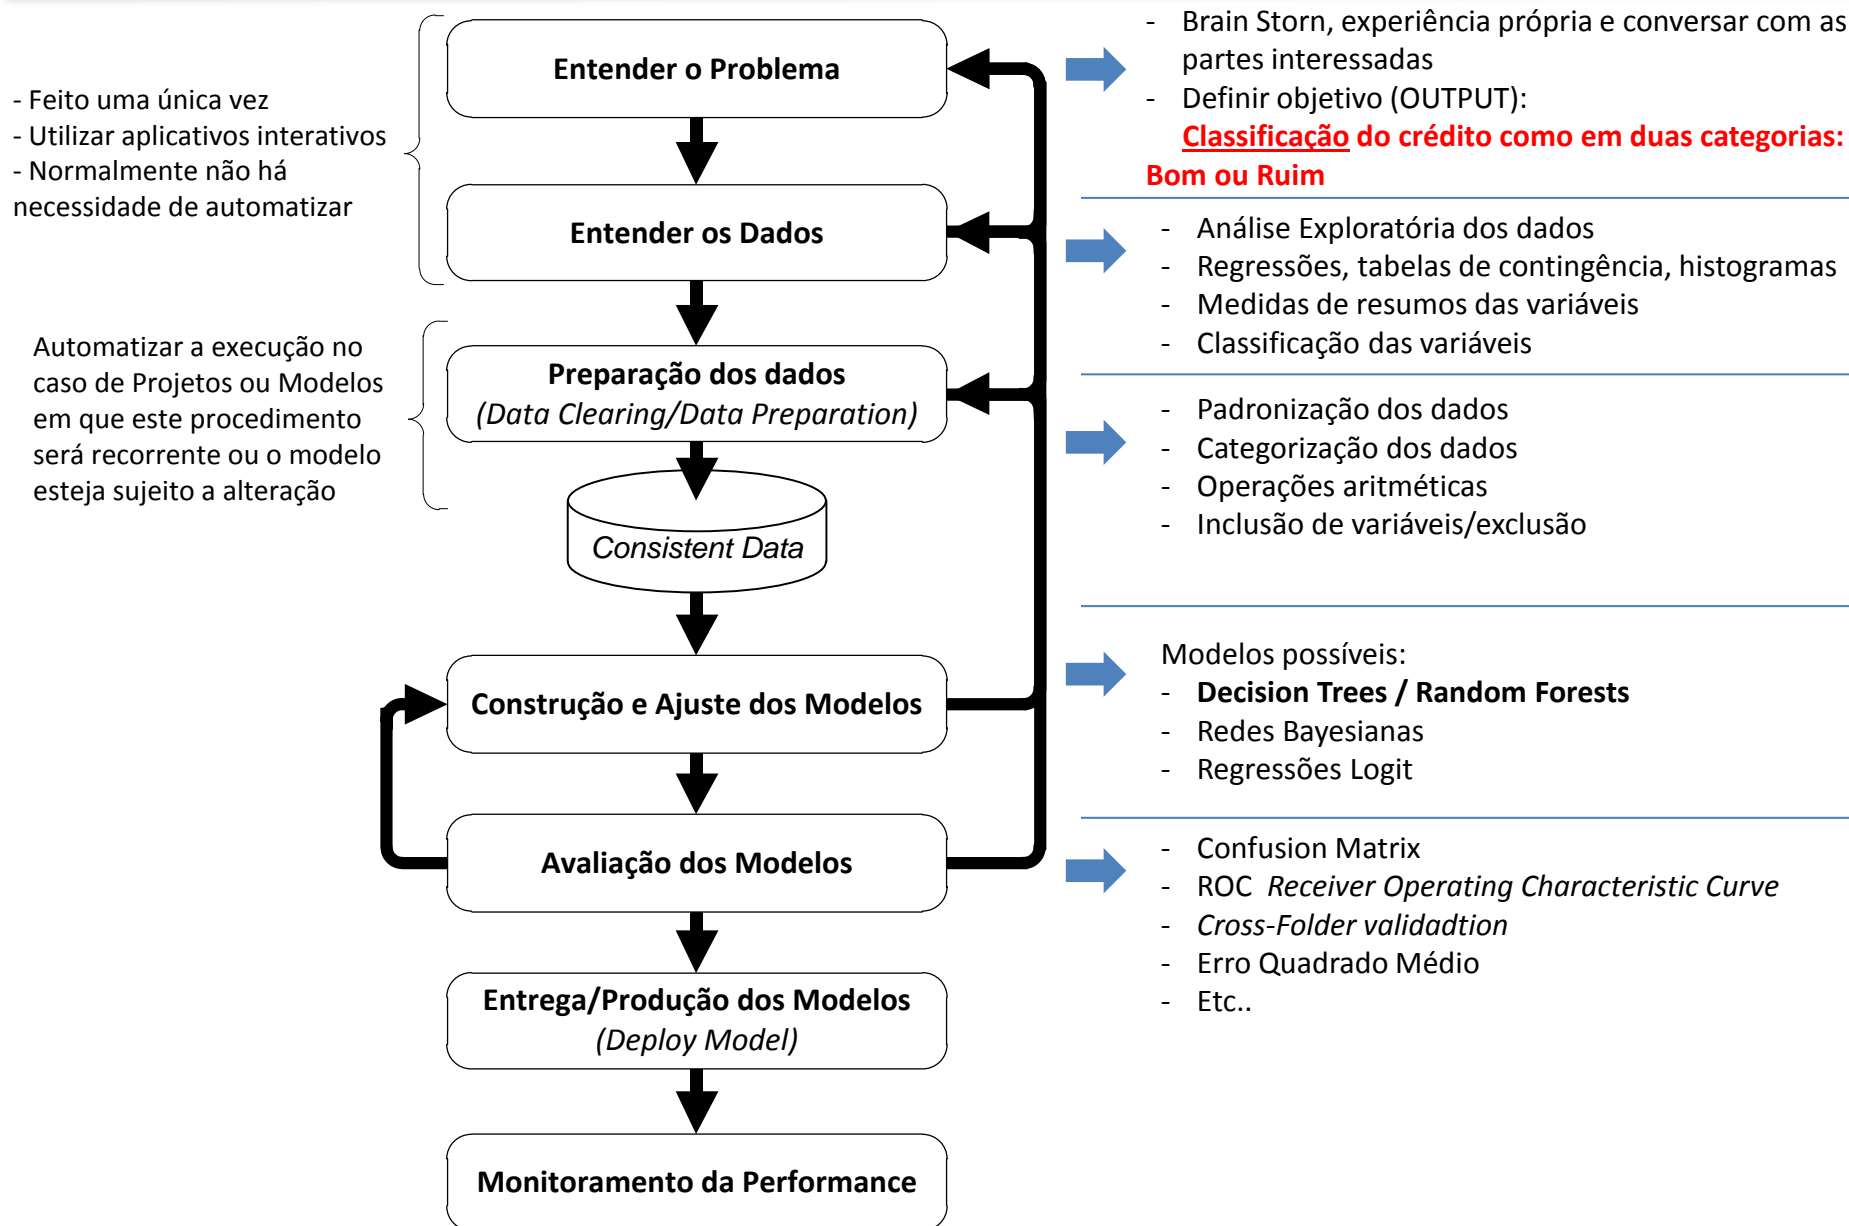 - Feito uma única vez
- Utilizar aplicativos interativos
- Normalmente não há
necessidade de automatizar
Automatizar a execução no
caso de Projetos ou Modelos
em que este procedimento
será recorrente ou o modelo
esteja sujeito a alteração
Entender o Problema
Entender os Dados
Preparação dos dados
(Data Clearing/Data Preparation)
Consistent Data
Construção e Ajuste dos Modelos
Avaliação dos Modelos
Entrega/Produção dos Modelos
(Deploy Model)
Monitoramento da Performance
- Brain Storn, experiência própria e conversar com as
partes interessadas
- Definir objetivo (OUTPUT):
Classificação do crédito como em duas categorias:
Bom ou Ruim
- Análise Exploratória dos dados
- Regressões, tabelas de contingência, histogramas
- Medidas de resumos das variáveis
- Classificação das variáveis
- Padronização dos dados
- Categorização dos dados
- Operações aritméticas
- Inclusão de variáveis/exclusão
Modelos possíveis:
- Decision Trees / Random Forests
- Redes Bayesianas
- Regressões Logit
- Confusion Matrix
- ROC Receiver Operating Characteristic Curve
- Cross-Folder validadtion
- Erro Quadrado Médio
- Etc..